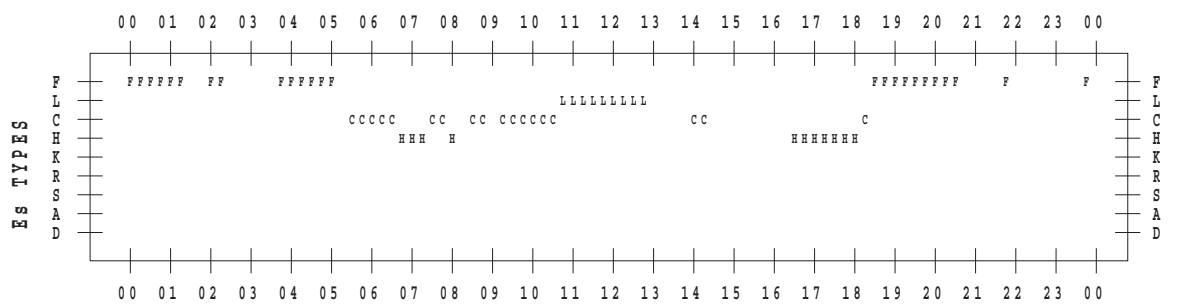 00 01 02 03 04 05 06 07 08 09 10 11 12 13 14 15 16 17 18 19 20 21 22 23 00
F FFFFFF FF FFFFFF FFFFFFFFF F F F
L LLLLLLLLL L
C CCCCC CC CC CCCCCC CC C C
H HHH H HHHHHHH H
K K
R R
S S
A A
D D
Es TYPES
00 01 02 03 04 05 06 07 08 09 10 11 12 13 14 15 16 17 18 19 20 21 22 23 00